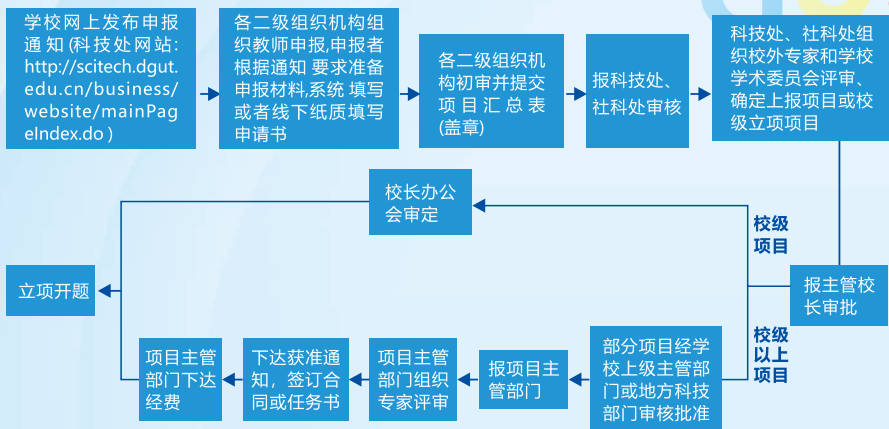 学校网上发布申报
通知(科技处网站:
http://scitech.dgut.
edu.cn/business/
website/mainPag
eIndex.do )
各二级组织机构组
织教师申报,申报者
根据通知 要求准备
申报材料,系统 填写
或者线下纸质填写
申请书
各二级组织机
构初审并提交
项目汇总表
(盖章)
报科技处、
社科处审核
科技处、社科处组
织校外专家和学校
学术委员会评审、
确定上报项目或校
级立项项目
校长办公
会审定
校级
项目
立项开题
报主管校
长审批
校级
以上
项目
项目主管
部门下达
经费
下达获准通
知，签订合
同或任务书
项目主管
部门组织
专家评审
报项目主
管部门
部分项目经学
校上级主管部
门或地方科技
部门审核批准